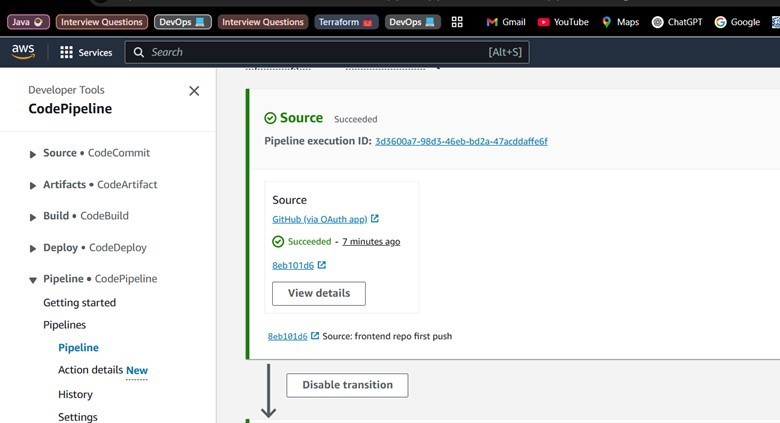 Java Interview Questions DevOps Interview Questions Terraform DevOps Gmail YouTube Maps ChatGPT Google
aws Services Search [Alt+S]
Developer Tools
CodePipeline
Source • CodeCommit
Artifacts • CodeArtifact
Build • CodeBuild
Deploy • CodeDeploy
Pipeline • CodePipeline
Getting started
Pipelines
Pipeline
Action details New
History
Settings
Source Succeeded
Pipeline execution ID: 3d3600a7-98d3-46eb-bd2a-47acddaffe6f
Source
GitHub (via OAuth app)
Succeeded - 7 minutes ago
8eb101d6
View details
8eb101d6 Source: frontend repo first push
Disable transition